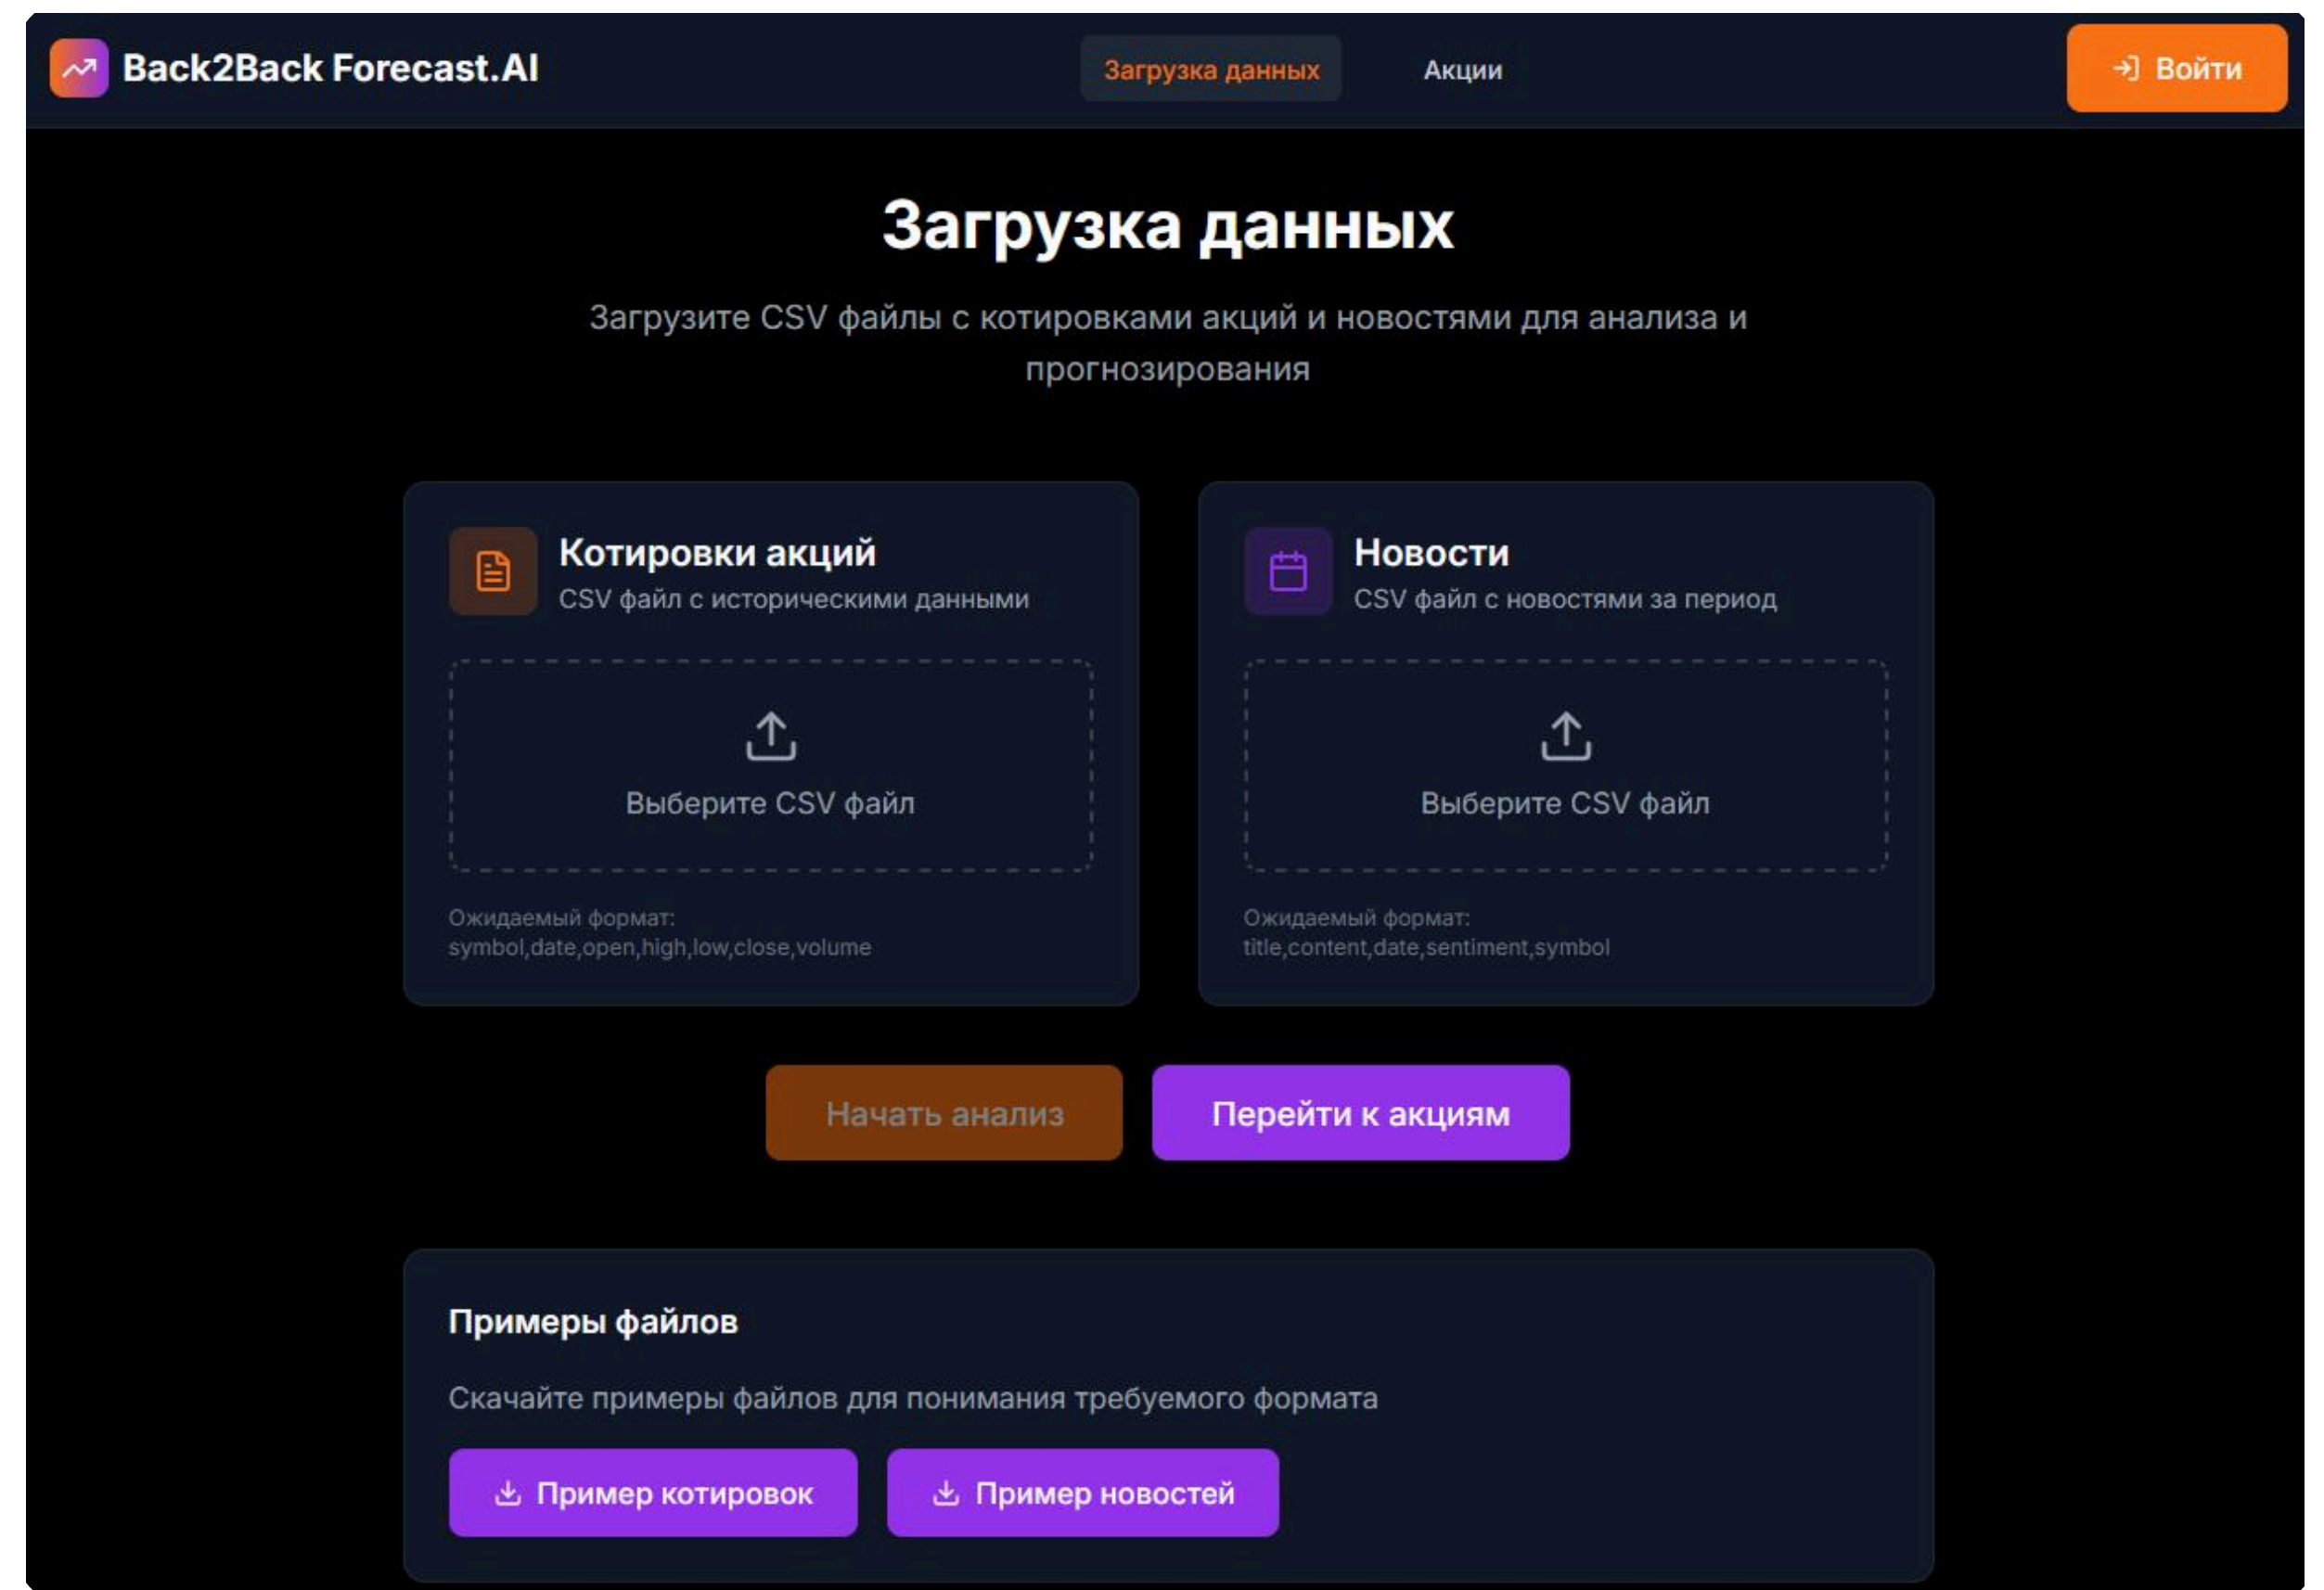 Back2Back Forecast.AI
Загрузка данных
Акции
Войти
Загрузка данных
Загрузите CSV файлы с котировками акций и новостями для анализа и
прогнозирования
Котировки акций
CSV файл с историческими данными
Выберите CSV файл
Ожидаемый формат:
symbol,date,open,high,low,close,volume
Новости
CSV файл с новостями за период
Выберите CSV файл
Ожидаемый формат:
title,content,date,sentiment,symbol
Начать анализ
Перейти к акциям
Примеры файлов
Скачайте примеры файлов для понимания требуемого формата
Пример котировок
Пример новостей